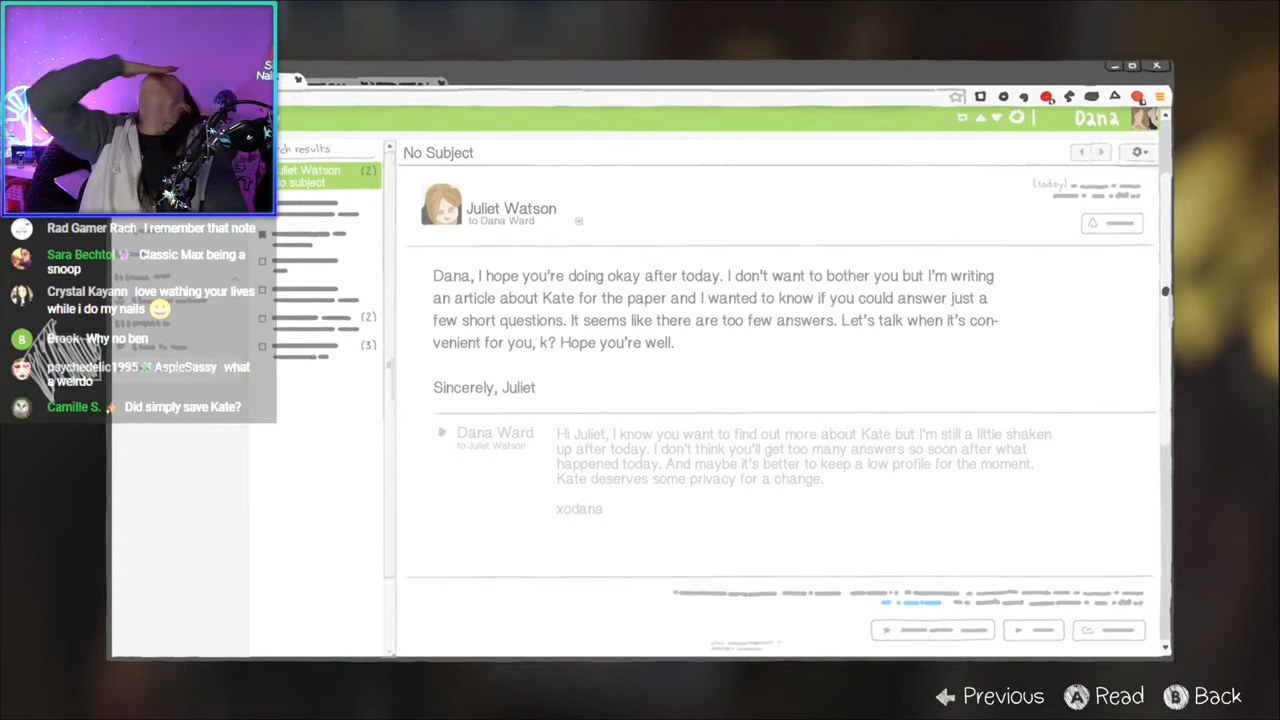 Dana
rch results
uliet Watson (2)
o subject
(2)
(3)
No Subject
(today)
Juliet Watson
to Dana Ward
Dana, I hope you're doing okay after today. I don't want to bother you but I'm writing
an article about Kate for the paper and I wanted to know if you could answer just a
few short questions. It seems like there are too few answers. Let's talk when it's con-
venient for you, k? Hope you're well.
Sincerely, Juliet
Dana Ward
to Juliet Watson
Hi Juliet, I know you want to find out more about Kate but I'm still a little shaken
up after today. I don't think you'll get too many answers so soon after what
happened today. And maybe it's better to keep a low profile for the moment.
Kate deserves some privacy for a change.
xodana
Rad Gamer Rach I remember that note
Sara Bechtol Classic Max being a
snoop
Crystal Kayann love wathing your lives
while i do my nails
B
Brook Why no ben
psychedelic1995 AspieSassy what
a weirdo
Camille S. Did simply save Kate?
Previous A Read B Back